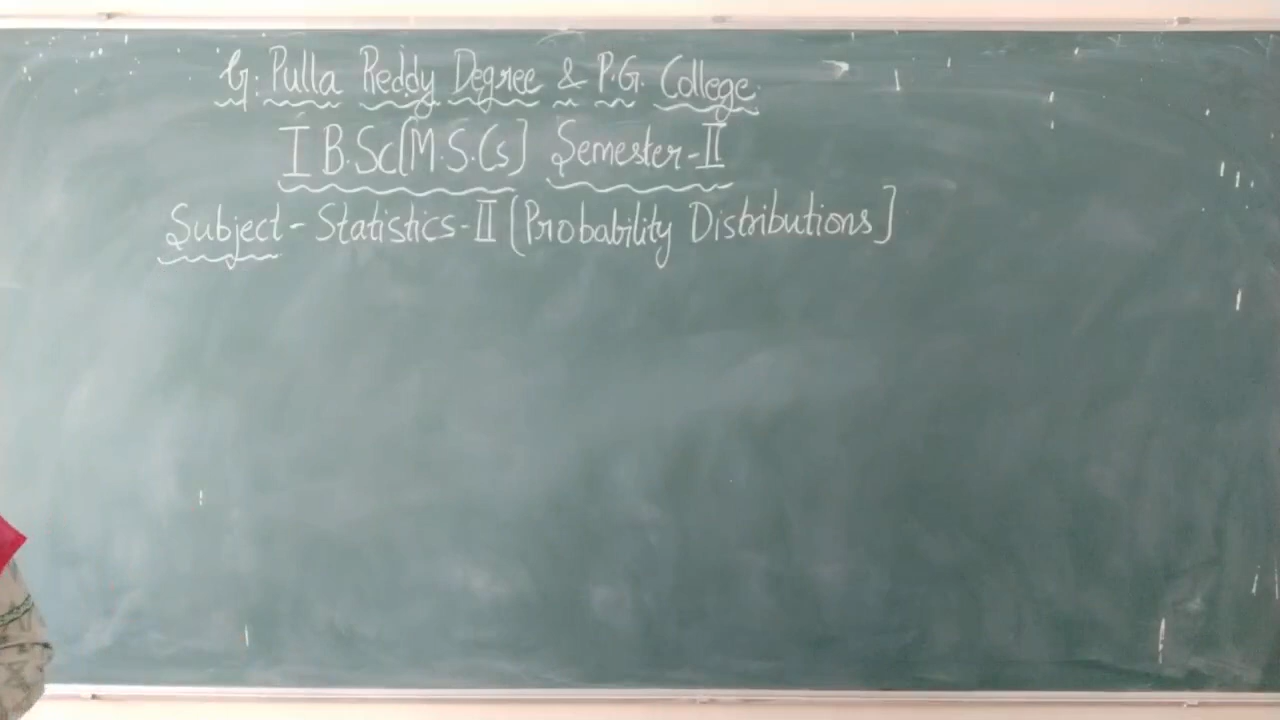 G. Pulla Reddy Degree & P.G. College.
I B.Sc[M.S.Cs] Semester-II
Subject - Statistics-II [Probability Distributions]